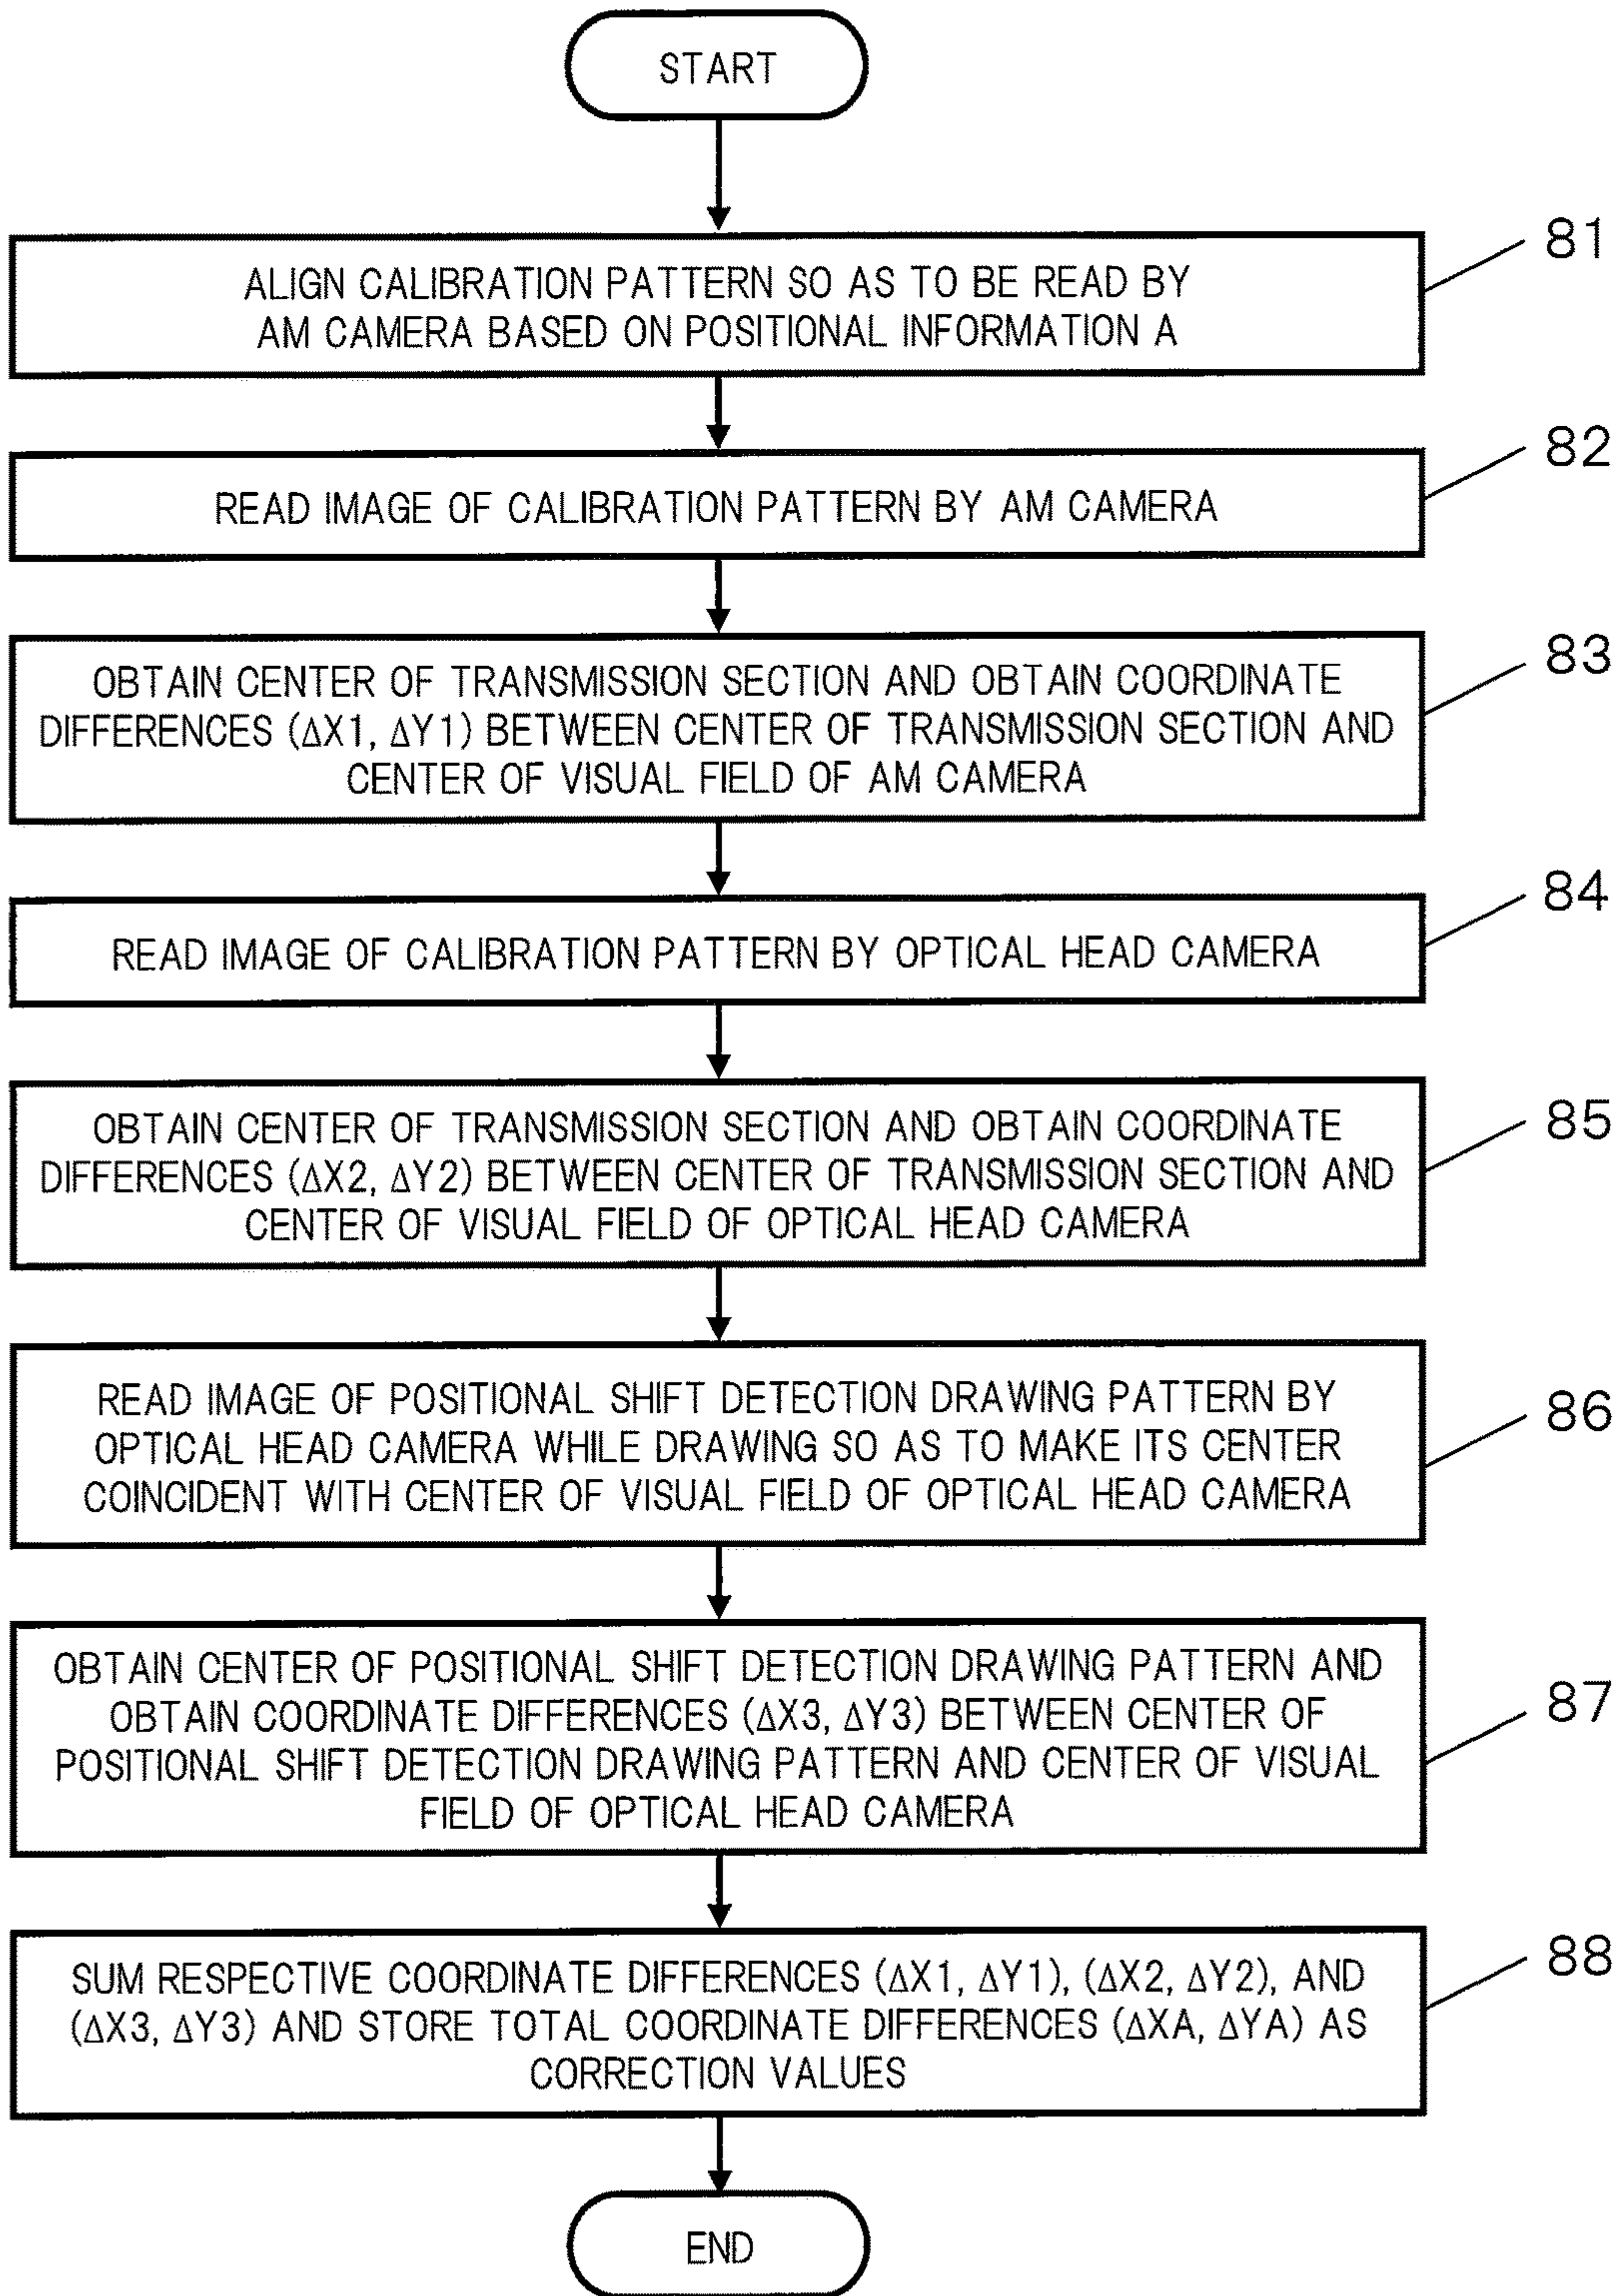 START
81
ALIGN CALIBRATION PATTERN SO AS TO BE READ BY
AM CAMERA BASED ON POSITIONAL INFORMATION A
82
READ IMAGE OF CALIBRATION PATTERN BY AM CAMERA
83
OBTAIN CENTER OF TRANSMISSION SECTION AND OBTAIN COORDINATE
DIFFERENCES (ΔX1, ΔY1) BETWEEN CENTER OF TRANSMISSION SECTION AND
CENTER OF VISUAL FIELD OF AM CAMERA
84
READ IMAGE OF CALIBRATION PATTERN BY OPTICAL HEAD CAMERA
85
OBTAIN CENTER OF TRANSMISSION SECTION AND OBTAIN COORDINATE
DIFFERENCES (ΔX2, ΔY2) BETWEEN CENTER OF TRANSMISSION SECTION AND
CENTER OF VISUAL FIELD OF OPTICAL HEAD CAMERA
86
READ IMAGE OF POSITIONAL SHIFT DETECTION DRAWING PATTERN BY
OPTICAL HEAD CAMERA WHILE DRAWING SO AS TO MAKE ITS CENTER
COINCIDENT WITH CENTER OF VISUAL FIELD OF OPTICAL HEAD CAMERA
87
OBTAIN CENTER OF POSITIONAL SHIFT DETECTION DRAWING PATTERN AND
OBTAIN COORDINATE DIFFERENCES (ΔX3, ΔY3) BETWEEN CENTER OF
POSITIONAL SHIFT DETECTION DRAWING PATTERN AND CENTER OF VISUAL
FIELD OF OPTICAL HEAD CAMERA
88
SUM RESPECTIVE COORDINATE DIFFERENCES (ΔX1, ΔY1), (ΔX2, ΔY2), AND
(ΔX3, ΔY3) AND STORE TOTAL COORDINATE DIFFERENCES (ΔXA, ΔYA) AS
CORRECTION VALUES
END